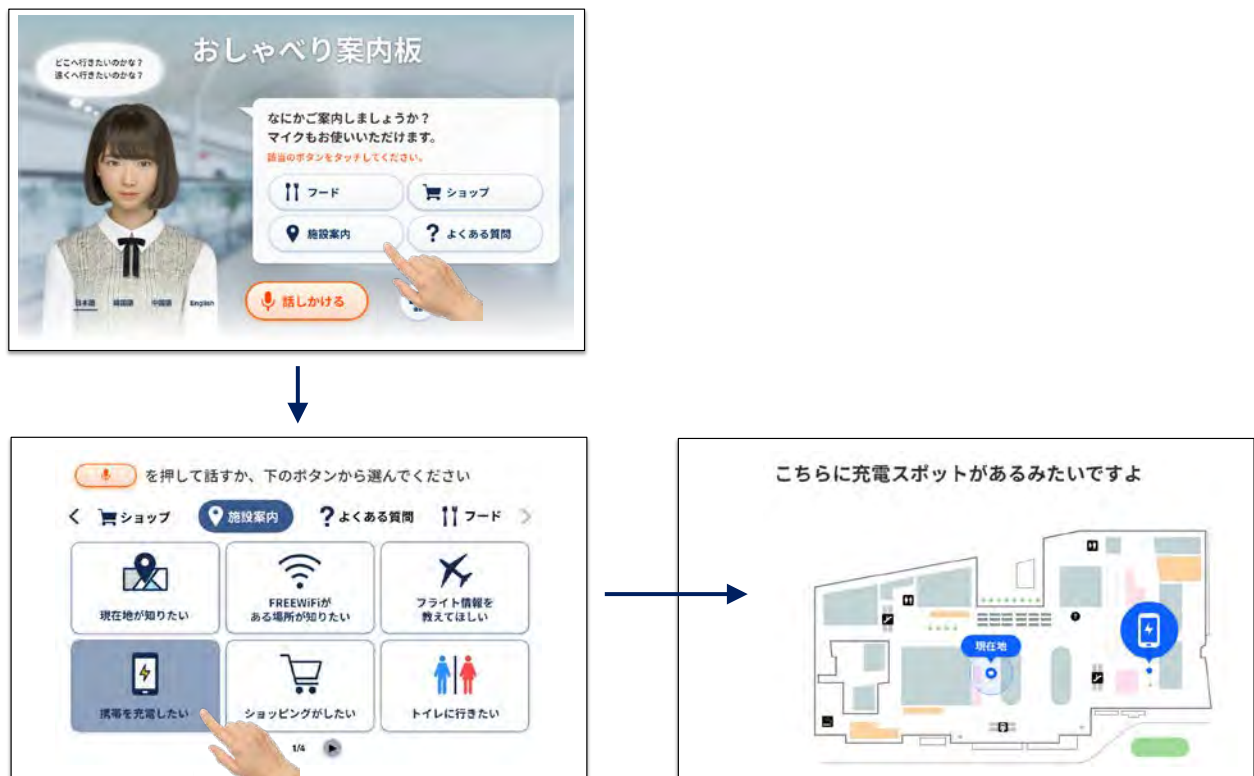 おしゃべり案内板
どこへ行きたいのかな？
遠くへ行きたいのかな？
なにかご案内しましょうか？
マイクもお使いいただけます。
該当のボタンをタッチしてください。
フード
ショップ
施設案内
よくある質問
日本語 韓国語 中国語 English
話しかける
を押して話すか、下のボタンから選んでください
ショップ 施設案内 よくある質問 フード
現在地が知りたい
FREEWiFiが
ある場所が知りたい
フライト情報を
教えてほしい
携帯を充電したい
ショッピングがしたい
トイレに行きたい
1/4
こちらに充電スポットがあるみたいですよ
現在地